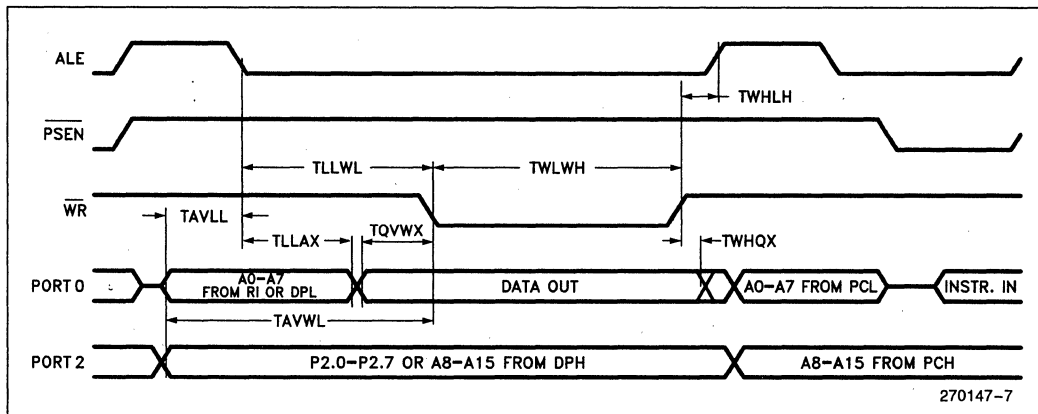 ALE
TWHLH
PSEN
TLLWL
TWLWH
WR
TAVLL
TQVWX
TLLAX
TWHQX
PORT 0
A0-A7
FROM RI OR DPL
DATA OUT
A0-A7 FROM PCL
INSTR. IN
TAVWL
PORT 2
P2.0-P2.7 OR A8-A15 FROM DPH
A8-A15 FROM PCH
270147-7